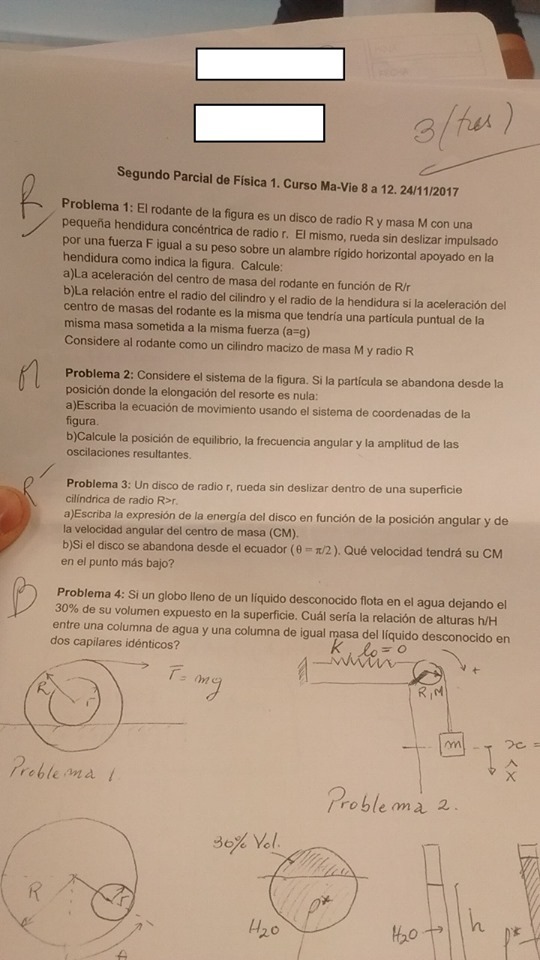 3 (tres)
Segundo Parcial de Física 1. Curso Ma-Vie 8 a 12. 24/11/2017
R
Problema 1: El rodante de la figura es un disco de radio R y masa M con una
pequeña hendidura concéntrica de radio r. El mismo, rueda sin deslizar impulsado
por una fuerza F igual a su peso sobre un alambre rígido horizontal apoyado en la
hendidura como indica la figura. Calcule:
a)La aceleración del centro de masa del rodante en función de R/r
b)La relación entre el radio del cilindro y el radio de la hendidura si la aceleración del
centro de masas del rodante es la misma que tendría una partícula puntual de la
misma masa sometida a la misma fuerza (a=g)
Considere al rodante como un cilindro macizo de masa M y radio R
M
Problema 2: Considere el sistema de la figura. Si la partícula se abandona desde la
posición donde la elongación del resorte es nula:
a)Escriba la ecuación de movimiento usando el sistema de coordenadas de la
figura.
b)Calcule la posición de equilibrio, la frecuencia angular y la amplitud de las
oscilaciones resultantes.
R
Problema 3: Un disco de radio r, rueda sin deslizar dentro de una superficie
cilíndrica de radio R>r.
a)Escriba la expresión de la energía del disco en función de la posición angular y de
la velocidad angular del centro de masa (CM).
b)Si el disco se abandona desde el ecuador (θ = π/2). Qué velocidad tendrá su CM
en el punto más bajo?
B
Problema 4: Si un globo lleno de un líquido desconocido flota en el agua dejando el
30% de su volumen expuesto en la superficie. Cuál sería la relación de alturas h/H
entre una columna de agua y una columna de igual masa del líquido desconocido en
dos capilares idénticos?
K, l₀ = 0
R r
F̄ = mg
+
R, M
m
x =
x̂
Problema 1.
Problema 2.
30% Vol.
R r
ρ*
H2O
H2O
h
ρ*
θ